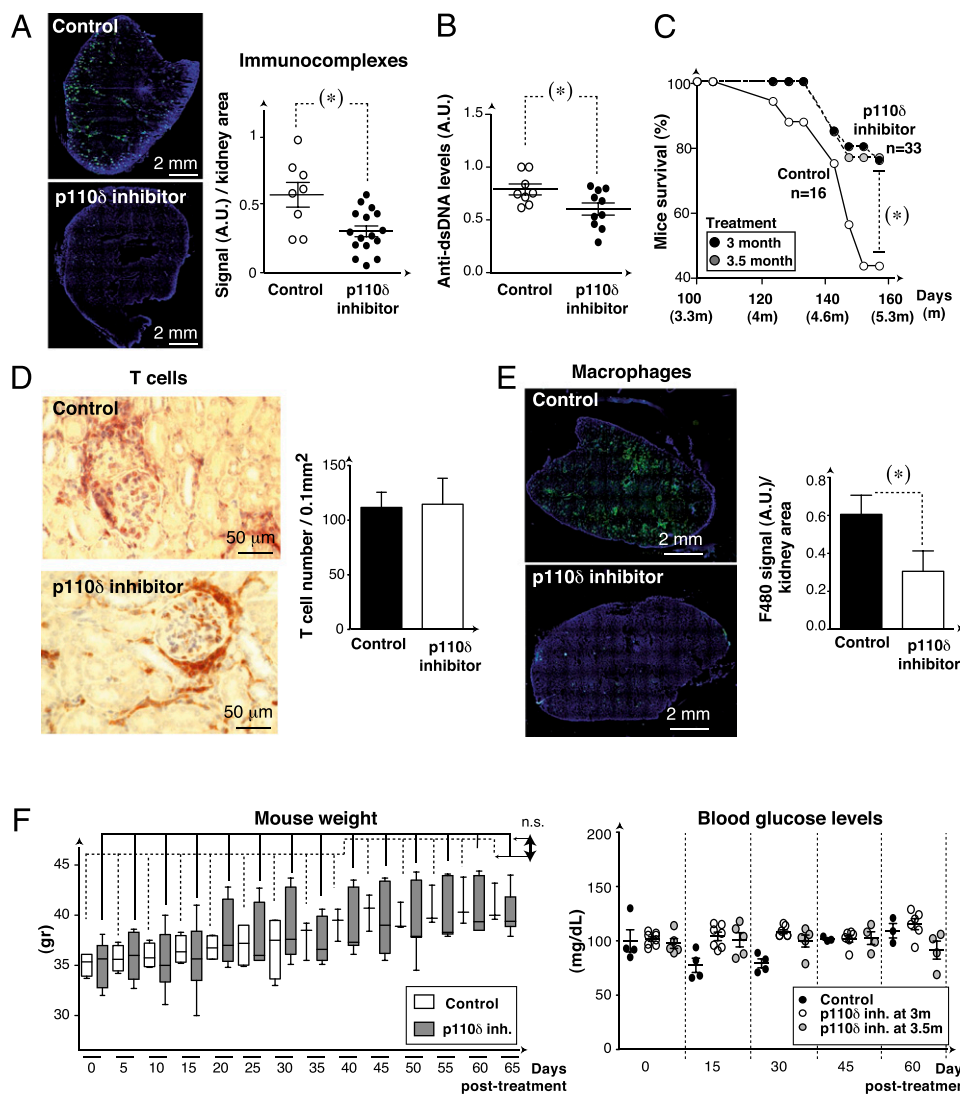 A
Control
2 mm
p110δ inhibitor
2 mm
Immunocomplexes
(*)
Signal (A.U.) / kidney area
1
0.5
0
Control
p110δ
inhibitor
B
(*)
Anti-dsDNA levels (A.U.)
1.5
1.0
0.5
0
Control
p110δ
inhibitor
C
Mice survival (%)
100
80
60
40
p110δ
inhibitor
n=33
Control
n=16
(*)
Treatment
3 month
3.5 month
100 120 140 160 Days
(3.3m) (4m) (4.6m) (5.3m) (m)
D
T cells
Control
50 μm
p110δ inhibitor
50 μm
T cell number / 0.1mm²
150
100
50
0
Control
p110δ
inhibitor
E
Macrophages
Control
2 mm
p110δ inhibitor
2 mm
F480 signal (A.U.)/
kidney area
0.8
0.6
0.4
0.2
0.0
(*)
Control
p110δ
inhibitor
F
Mouse weight
n.s.
(gr)
45
40
35
30
Control
p110δ inh.
0 5 10 15 20 25 30 35 40 45 50 55 60 65 Days
post-treatment
Blood glucose levels
(mg/dL)
200
150
100
50
0
Control
p110δ inh. at 3m
p110δ inh. at 3.5m
0 15 30 45 60 Days
post-treatment